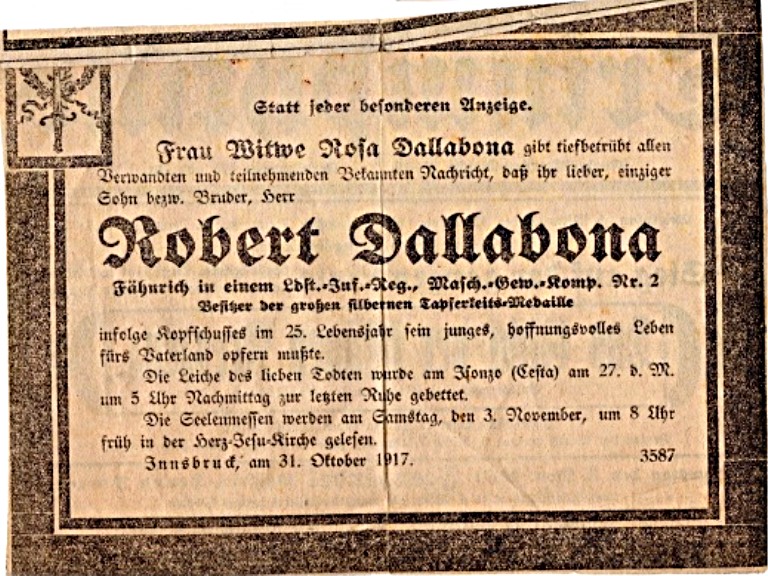 Statt jeder besonderen Anzeige.
Frau Witwe Rosa Dallabona gibt tiefbetrübt allen
Verwandten und teilnehmenden Bekannten Nachricht, daß ihr lieber, einziger
Sohn bezw. Bruder, Herr
Robert Dallabona
Fähnrich in einem Ldst.-Inf.-Reg., Masch.-Gew.-Komp. Nr. 2
Besitzer der großen silbernen Tapferkeits-Medaille
infolge Kopfschusses im 25. Lebensjahr sein junges, hoffnungsvolles Leben
fürs Vaterland opfern mußte.
Die Leiche des lieben Todten wurde am Isonzo (Cesta) am 27. d. M.
um 5 Uhr Nachmittag zur letzten Ruhe gebettet.
Die Seelenmessen werden am Samstag, den 3. November, um 8 Uhr
früh in der Herz-Jesu-Kirche gelesen.
Innsbruck, am 31. Oktober 1917. 3587